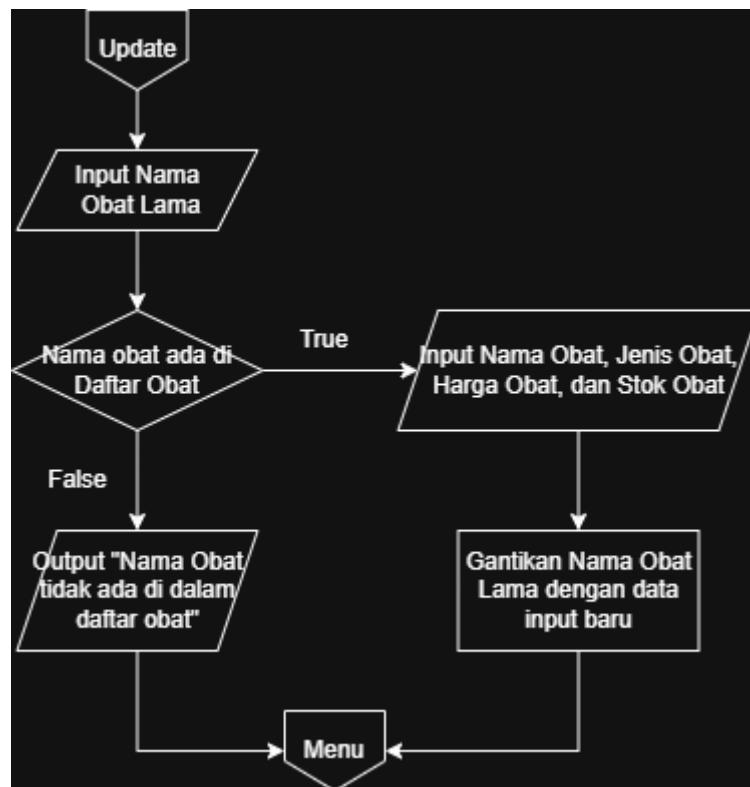 Update
Input Nama
Obat Lama
Nama obat ada di
Daftar Obat
True
Input Nama Obat, Jenis Obat,
Harga Obat, dan Stok Obat
False
Output "Nama Obat
tidak ada di dalam
daftar obat"
Gantikan Nama Obat
Lama dengan data
input baru
Menu